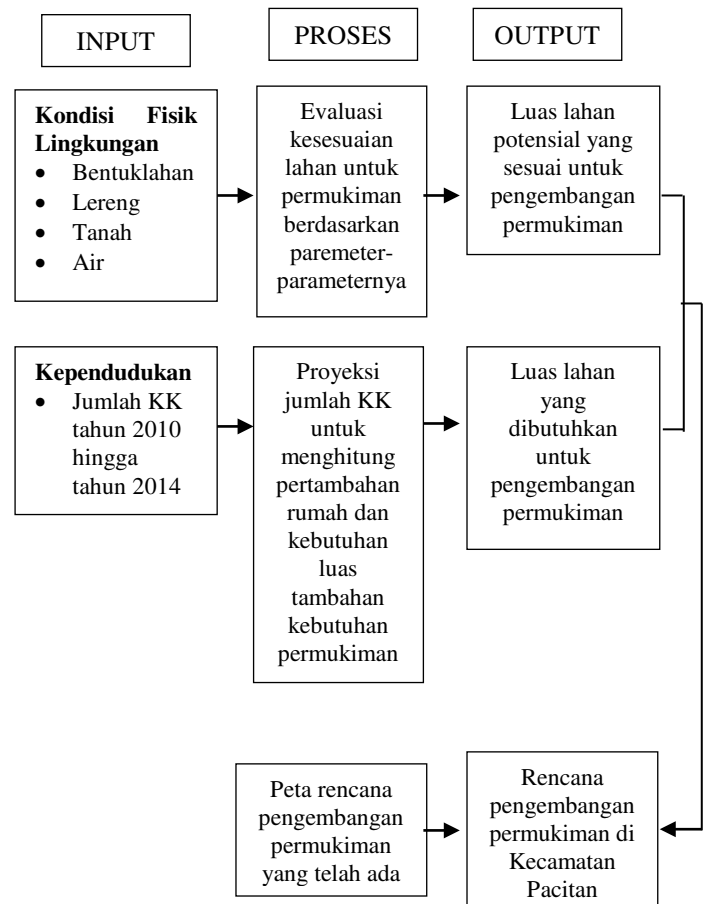 INPUT
PROSES
OUTPUT
Kondisi Fisik
Lingkungan
• Bentuklahan
• Lereng
• Tanah
• Air
Evaluasi
kesesuaian
lahan untuk
permukiman
berdasarkan
paremeter-
parameternya
Luas lahan
potensial yang
sesuai untuk
pengembangan
permukiman
Kependudukan
• Jumlah KK
tahun 2010
hingga
tahun 2014
Proyeksi
jumlah KK
untuk
menghitung
pertambahan
rumah dan
kebutuhan
luas
tambahan
kebutuhan
permukiman
Luas lahan
yang
dibutuhkan
untuk
pengembangan
permukiman
Peta rencana
pengembangan
permukiman
yang telah ada
Rencana
pengembangan
permukiman di
Kecamatan
Pacitan